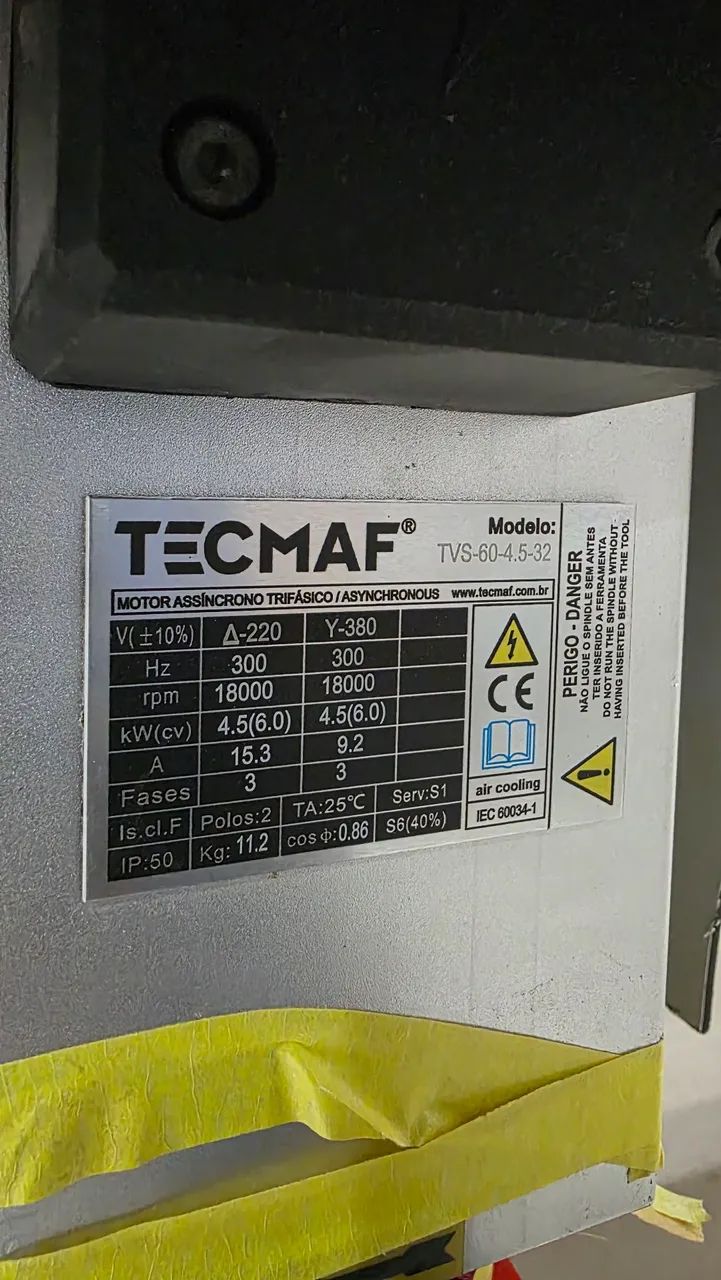 TECMAF®
Modelo:
TVS-60-4.5-32
MOTOR ASSÍNCRONO TRIFÁSICO / ASYNCHRONOUS www.tecmaf.com.br
V(±10%) Δ-220 Y-380
Hz 300 300
rpm 18000 18000
kW(cv) 4.5(6.0) 4.5(6.0)
A 15.3 9.2
Fases 3 3
Is.cl.F Polos:2 TA:25°C Serv:S1
IP:50 Kg: 11.2 cos ϕ:0.86 S6(40%)
CE
air cooling
IEC 60034-1
PERIGO - DANGER
NÃO LIGUE O SPINDLE SEM ANTES
TER INSERIDO A FERRAMENTA
DO NOT RUN THE SPINDLE WITHOUT
HAVING INSERTED BEFORE THE TOOL